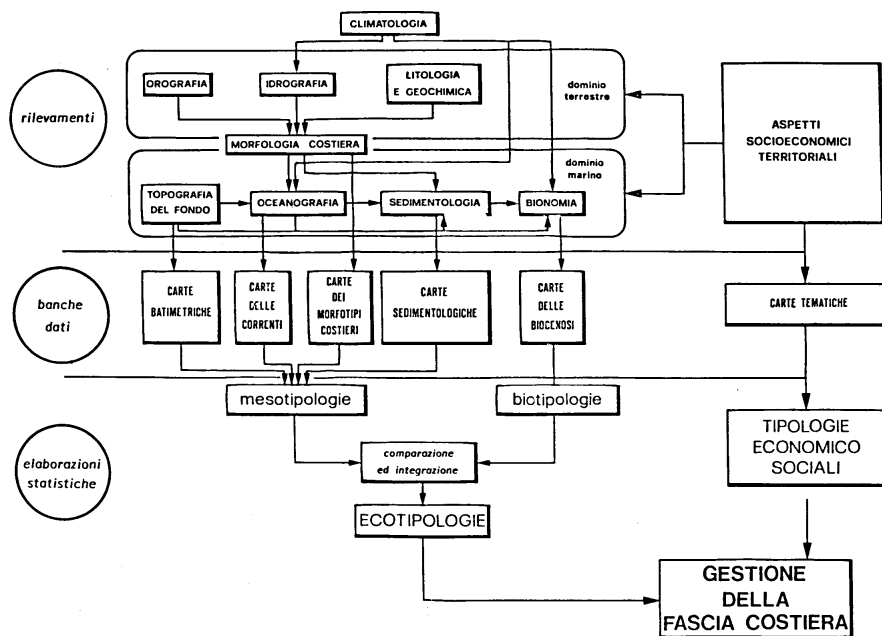 CLIMATOLOGIA
rilevamenti
OROGRAFIA
IDROGRAFIA
LITOLOGIA
E GEOCHIMICA
dominio
terrestre
MORFOLOGIA COSTIERA
dominio
marino
TOPOGRAFIA
DEL FONDO
OCEANOGRAFIA
SEDIMENTOLOGIA
BIONOMIA
ASPETTI
SOCIOECONOMICI
TERRITORIALI
banche
dati
CARTE
BATIMETRICHE
CARTE
DELLE
CORRENTI
CARTE
DEI
MORFOTIPI
COSTIERI
CARTE
SEDIMENTOLOGICHE
CARTE
DELLE
BIOCENOSI
CARTE TEMATICHE
elaborazioni
statistiche
mesotipologie
biotipologie
comparazione
ed integrazione
ECOTIPOLOGIE
TIPOLOGIE
ECONOMICO
SOCIALI
GESTIONE
DELLA
FASCIA COSTIERA